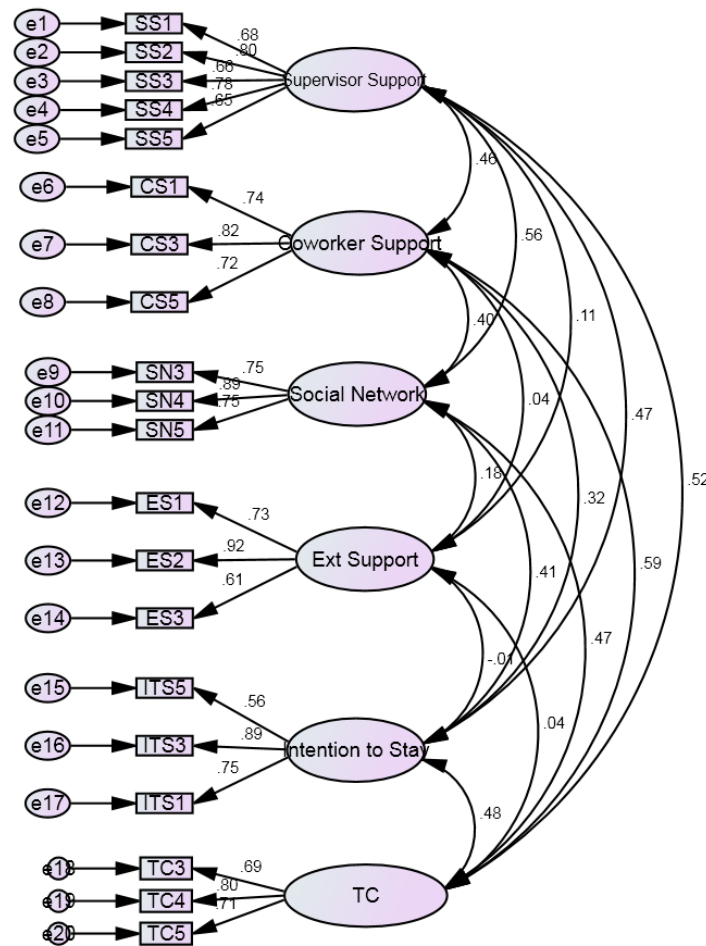 e1 SS1
.68
e2 SS2
.80
e3 SS3
.66
Supervisor Support
e4 SS4
.78
e5 SS5
.65
.46
e6 CS1
.74
e7 CS3
.82
Coworker Support
.56
e8 CS5
.72
.11
.40
e9 SN3
.75
e10 SN4
.89
Social Network
.04
e11 SN5
.75
.47
.18
.52
.32
e12 ES1
.73
e13 ES2
.92
Ext Support
.59
.41
e14 ES3
.61
.47
-.01
e15 ITS5
.56
.04
e16 ITS3
.89
Intention to Stay
e17 ITS1
.75
.48
e18 TC3
.69
e19 TC4
.80
TC
e20 TC5
.71